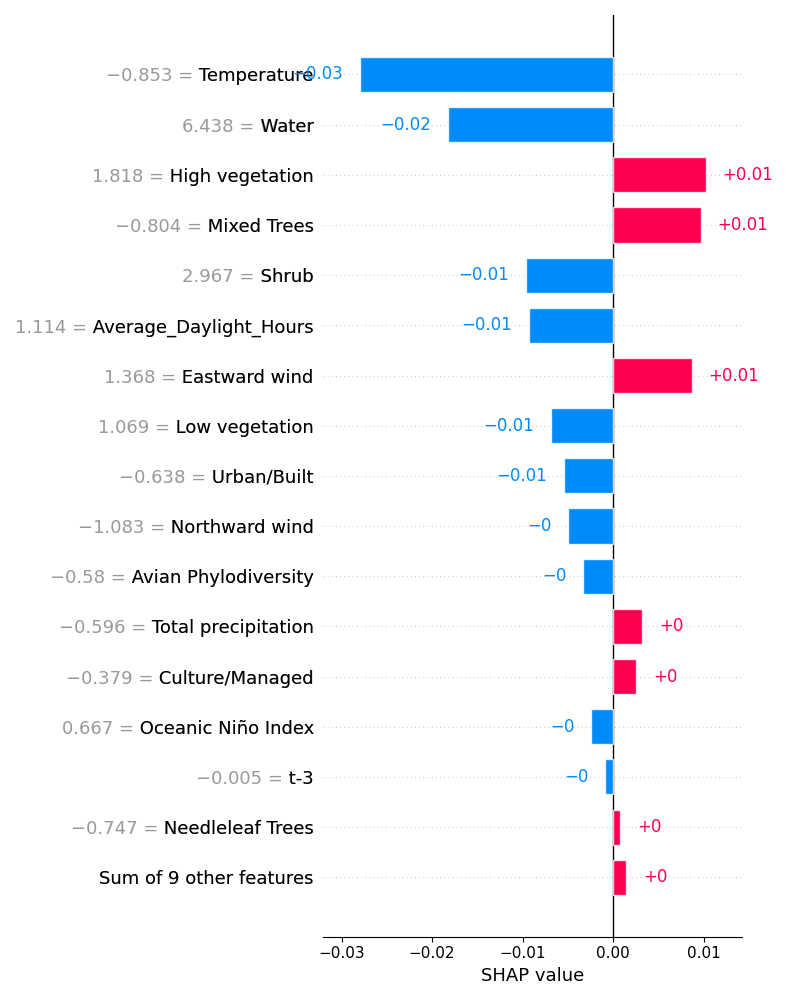 −0.853 = Temperature −0.03
6.438 = Water −0.02
1.818 = High vegetation +0.01
−0.804 = Mixed Trees +0.01
2.967 = Shrub −0.01
1.114 = Average_Daylight_Hours −0.01
1.368 = Eastward wind +0.01
1.069 = Low vegetation −0.01
−0.638 = Urban/Built −0.01
−1.083 = Northward wind −0
−0.58 = Avian Phylodiversity −0
−0.596 = Total precipitation +0
−0.379 = Culture/Managed +0
0.667 = Oceanic Niño Index −0
−0.005 = t-3 −0
−0.747 = Needleleaf Trees +0
Sum of 9 other features +0
−0.03 −0.02 −0.01 0.00 0.01
SHAP value